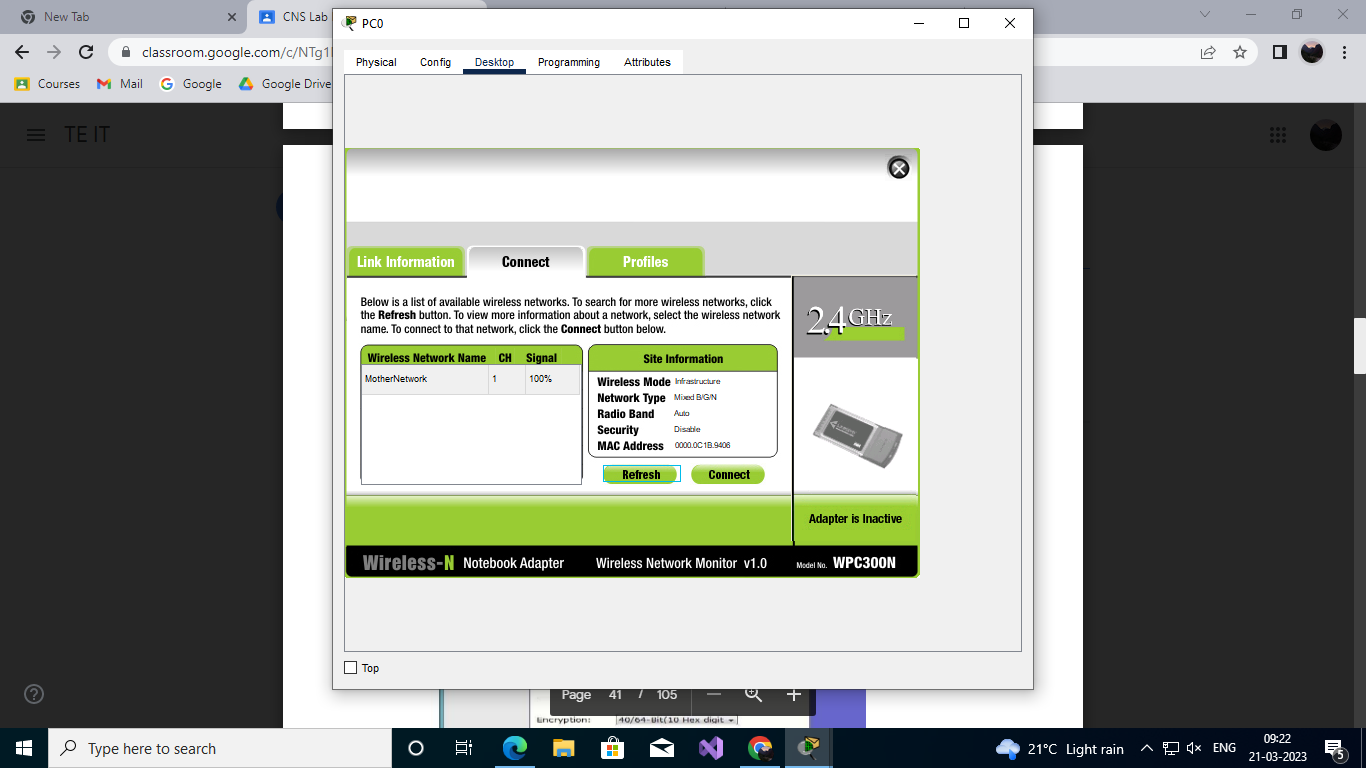 New Tab
CNS Lab
PC0
classroom.google.com/c/NTg1
Courses
Mail
Google
Google Drive
TE IT
Physical
Config
Desktop
Programming
Attributes
Link Information
Connect
Profiles
Below is a list of available wireless networks. To search for more wireless networks, click
the Refresh button. To view more information about a network, select the wireless network
name. To connect to that network, click the Connect button below.
2.4GHz
Wireless Network Name CH Signal
MotherNetwork 1 100%
Site Information
Wireless Mode Infrastructure
Network Type Mixed B/G/N
Radio Band Auto
Security Disable
MAC Address 0000.0C1B.9406
Refresh
Connect
Adapter is Inactive
Wireless-N Notebook Adapter Wireless Network Monitor v1.0 Model No. WPC300N
Top
Page 41 / 105
Encryption: 40/64-Bit(10 Hex digit
Type here to search
21°C Light rain
ENG
09:22
21-03-2023
5